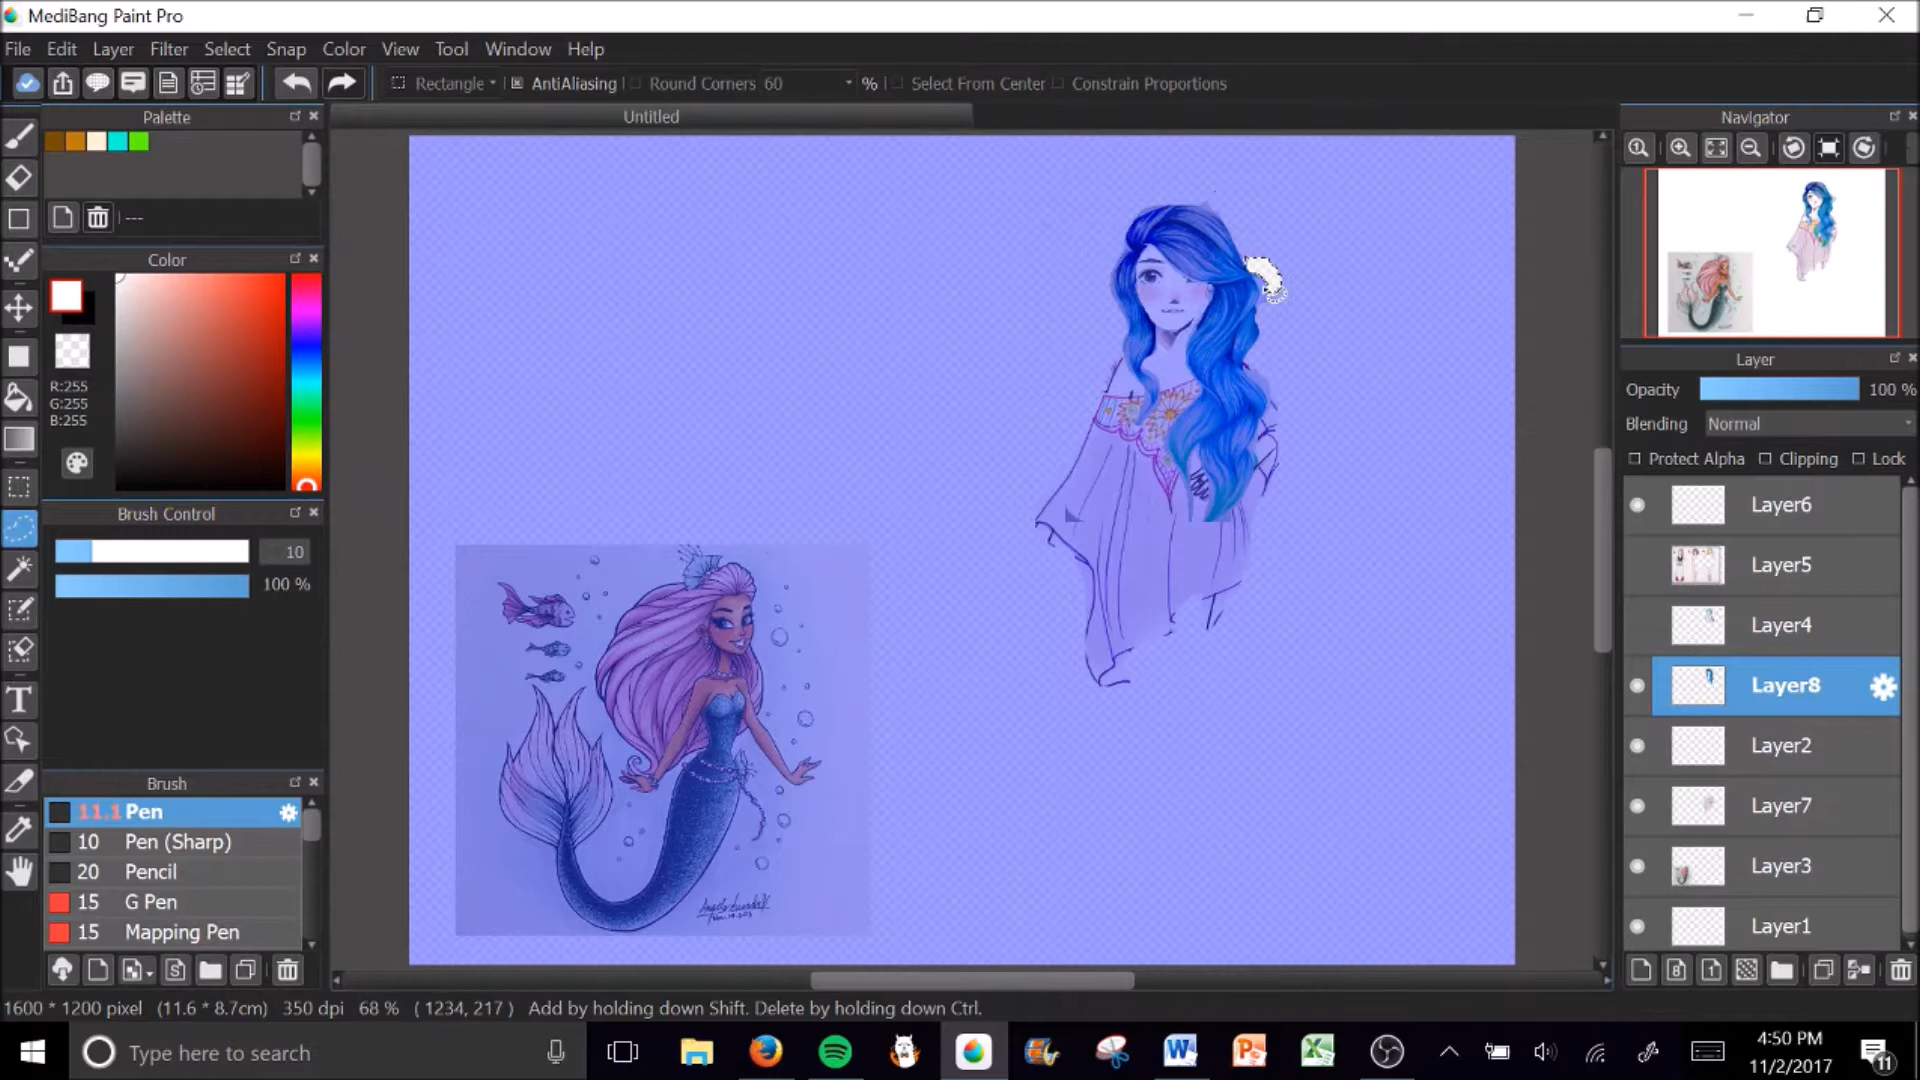 MediBang Paint Pro
File Edit Layer Filter Select Snap Color View Tool Window Help
Rectangle AntiAliasing Round Corners 60 % Select From Center Constrain Proportions
Palette
Untitled
Navigator
---
Color
R:255
G:255
B:255
Layer
Opacity 100 %
Blending Normal
Protect Alpha Clipping Lock
Layer6
Layer5
Layer4
Layer8
Layer2
Layer7
Layer3
Layer1
Brush Control
10
100 %
Brush
11.1 Pen
10 Pen (Sharp)
20 Pencil
15 G Pen
15 Mapping Pen
1600 * 1200 pixel (11.6 * 8.7cm) 350 dpi 68 % ( 1234, 217 ) Add by holding down Shift. Delete by holding down Ctrl.
Type here to search
4:50 PM
11/2/2017
11